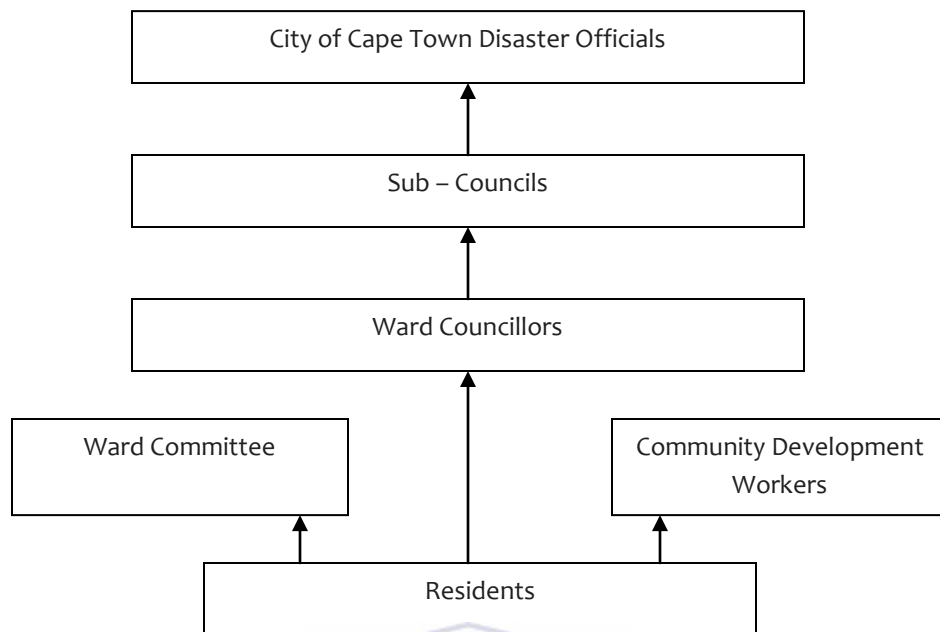 City of Cape Town Disaster Officials
Sub – Councils
Ward Councillors
Ward Committee
Community Development
Workers
Residents